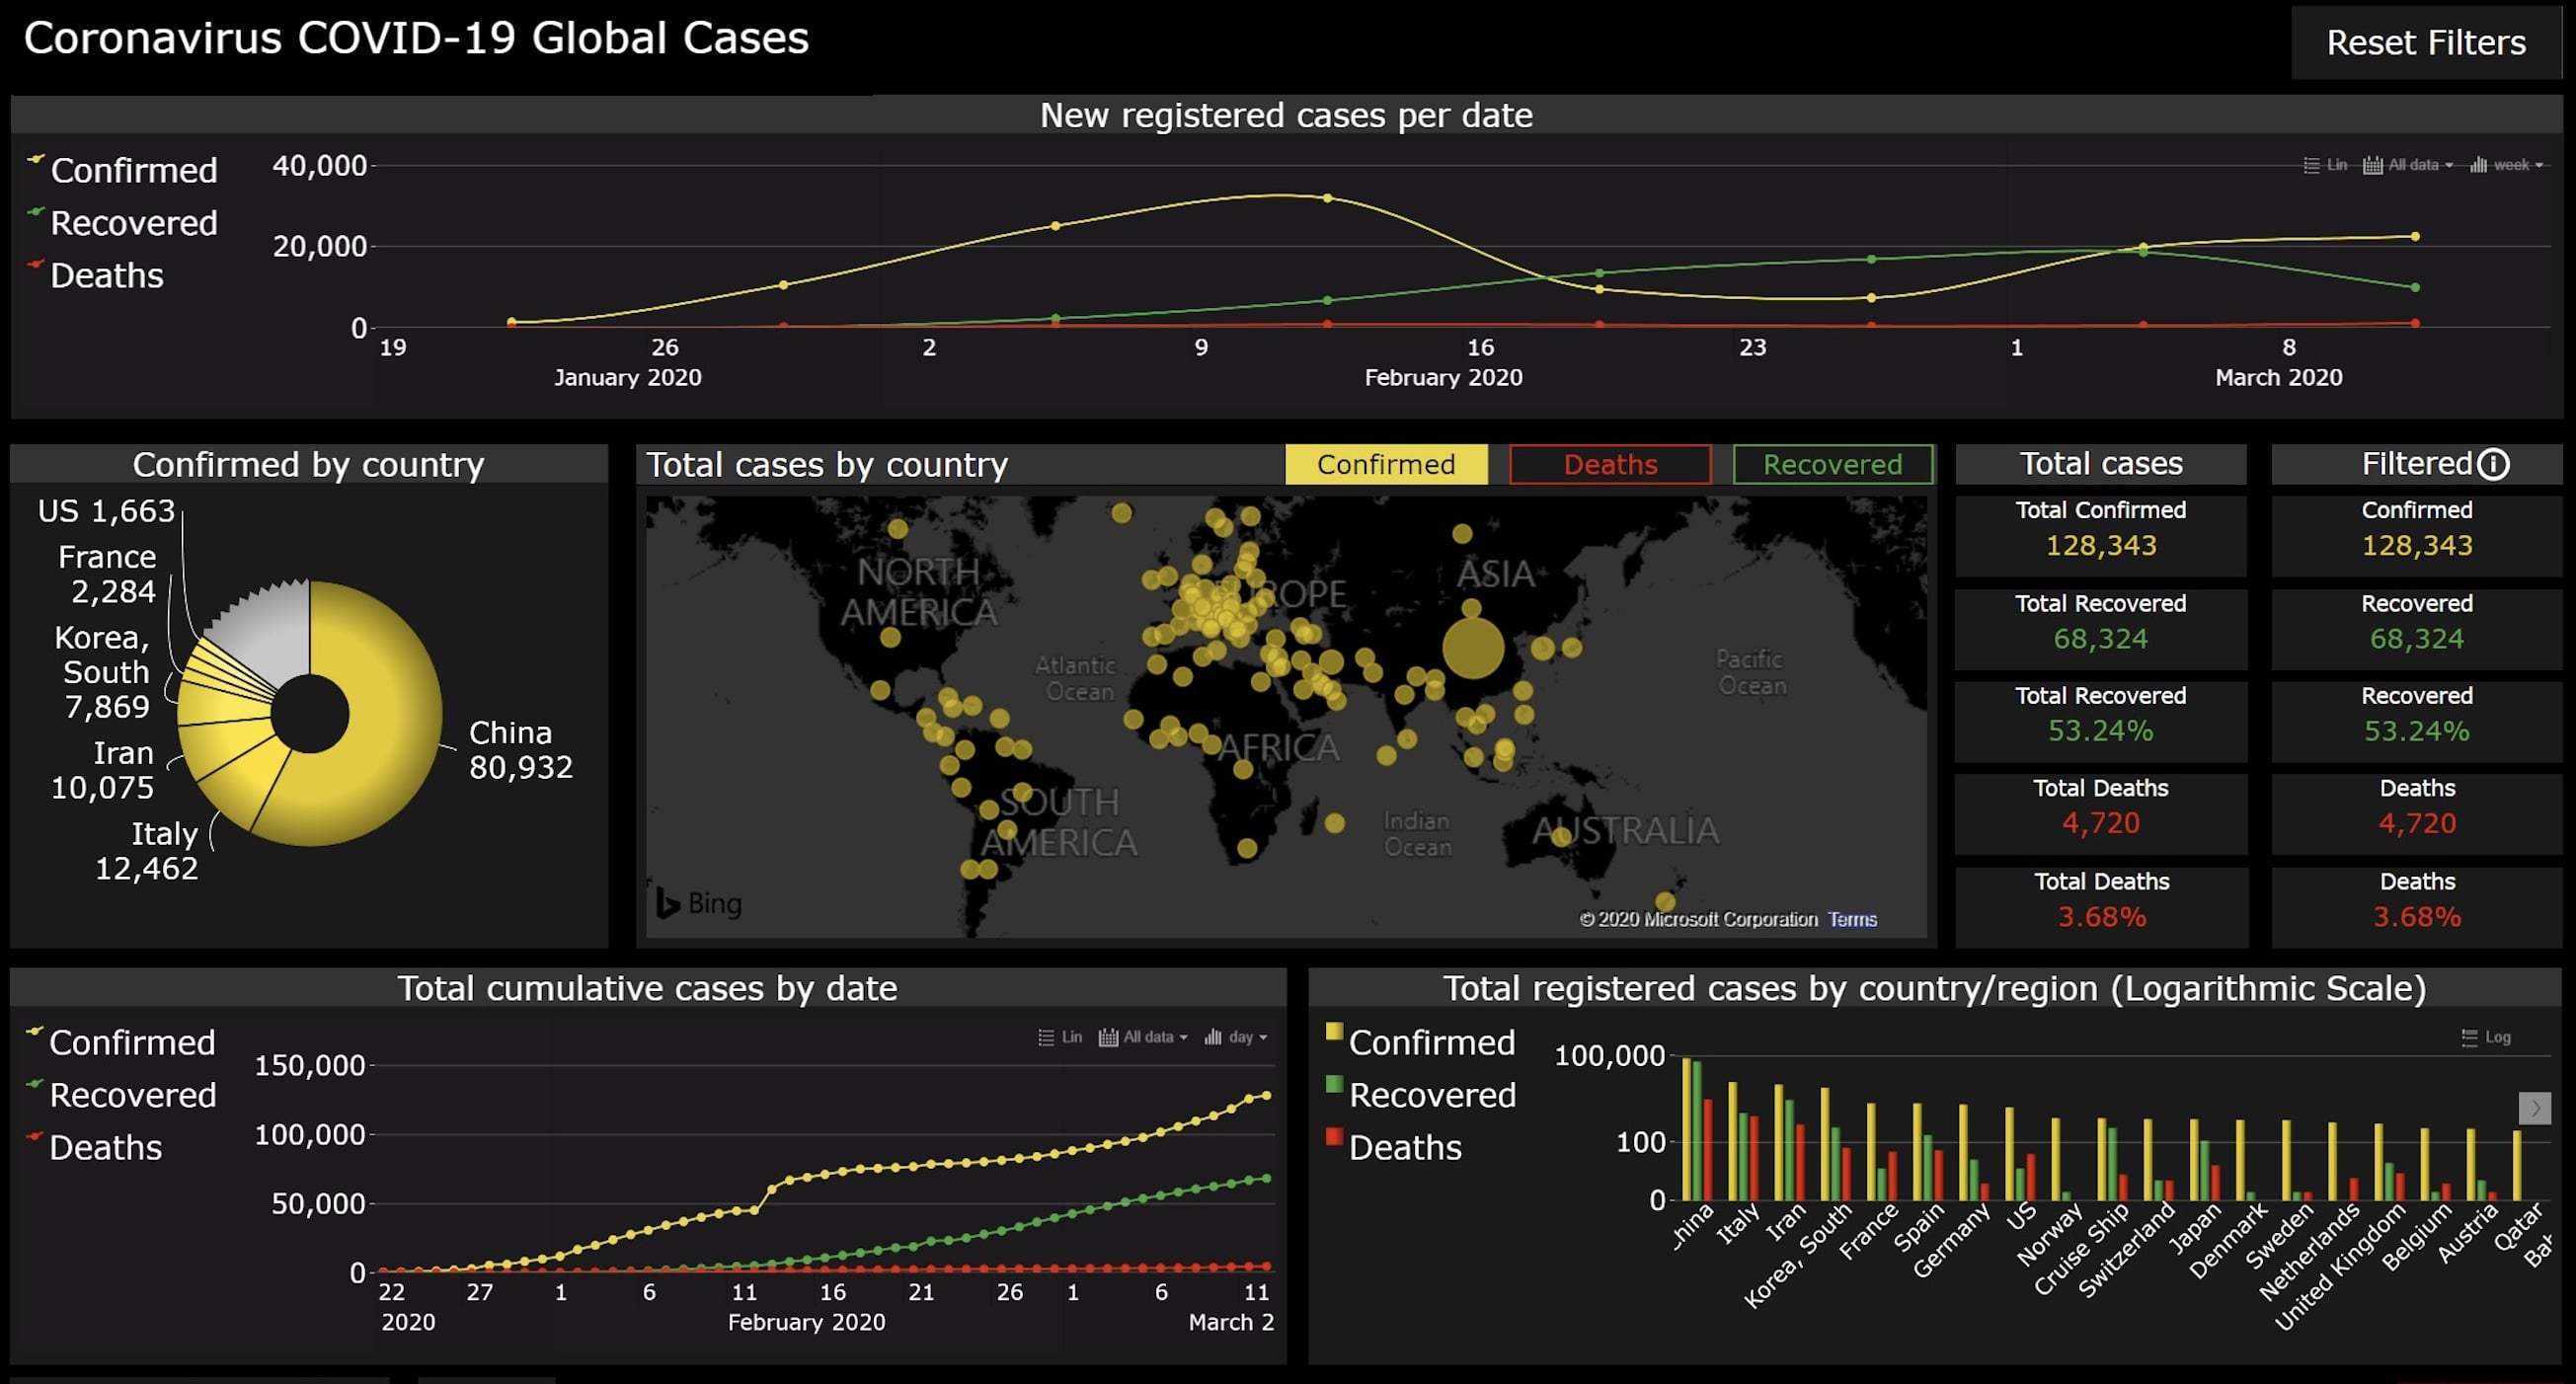 Coronavirus COVID-19 Global Cases
Reset Filters
New registered cases per date
Confirmed
Recovered
Deaths
40,000
20,000
0
Lin All data week
19 26 2 9 16 23 1 8
January 2020 February 2020 March 2020
Confirmed by country
US 1,663
France
2,284
Korea,
South
7,869
Iran
10,075
Italy
12,462
China
80,932
Total cases by country
Confirmed
Deaths
Recovered
NORTH
AMERICA
ROPE
ASIA
Atlantic
Ocean
Pacific
Ocean
AFRICA
SOUTH
AMERICA
Indian
Ocean
AUSTRALIA
Bing
© 2020 Microsoft Corporation Terms
Total cases
Total Confirmed
128,343
Total Recovered
68,324
Total Recovered
53.24%
Total Deaths
4,720
Total Deaths
3.68%
Filtered
Confirmed
128,343
Recovered
68,324
Recovered
53.24%
Deaths
4,720
Deaths
3.68%
Total cumulative cases by date
Confirmed
Recovered
Deaths
Lin All data day
150,000
100,000
50,000
0
22 27 1 6 11 16 21 26 1 6 11
2020 February 2020 March 2
Total registered cases by country/region (Logarithmic Scale)
Confirmed
Recovered
Deaths
Log
100,000
100
0
hina
Italy
Iran
Korea, South
France
Spain
Germany
US
Norway
Cruise Ship
Switzerland
Japan
Denmark
Sweden
Netherlands
United Kingdom
Belgium
Austria
Qatar